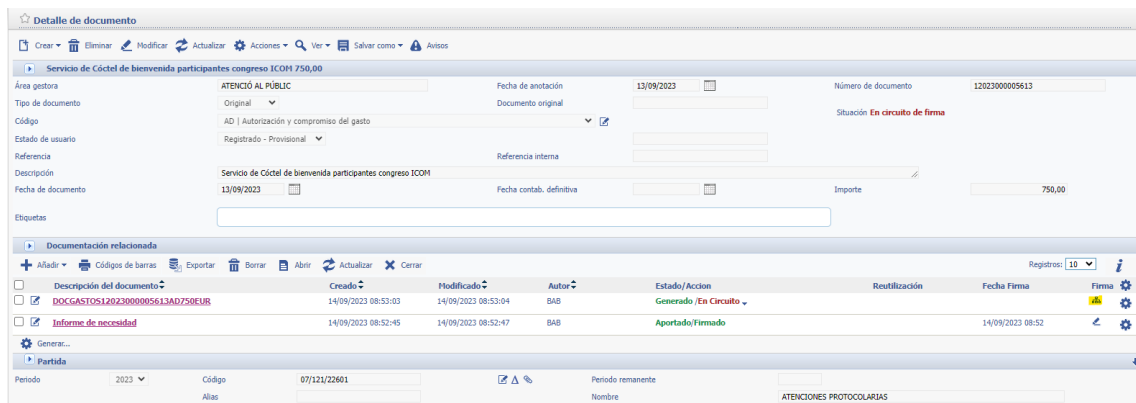 Detalle de documento
Crear Eliminar Modificar Actualizar Acciones Ver Salvar como Avisos
Servicio de Cóctel de bienvenida participantes congreso ICOM 750,00
Área gestora ATENCIÓ AL PÚBLIC Fecha de anotación 13/09/2023 Número de documento 12023000005613
Tipo de documento Original Documento original
Situación En circuito de firma
Código AD | Autorización y compromiso del gasto
Estado de usuario Registrado - Provisional
Referencia Referencia interna
Descripción Servicio de Cóctel de bienvenida participantes congreso ICOM
Fecha de documento 13/09/2023 Fecha contab. definitiva Importe 750,00
Etiquetas
Documentación relacionada
Añadir Códigos de barras Exportar Borrar Abrir Actualizar Cerrar Registros: 10
Descripción del documento Creado Modificado Autor Estado/Accion Reutilización Fecha Firma Firma
DOCGASTOS12023000005613AD750EUR 14/09/2023 08:53:03 14/09/2023 08:53:04 BAB Generado /En Circuito
Informe de necesidad 14/09/2023 08:52:45 14/09/2023 08:52:47 BAB Aportado/Firmado 14/09/2023 08:52
Generar...
Partida
Periodo 2023 Código 07/121/22601 Periodo remanente
Alias Nombre ATENCIONES PROTOCOLARIAS